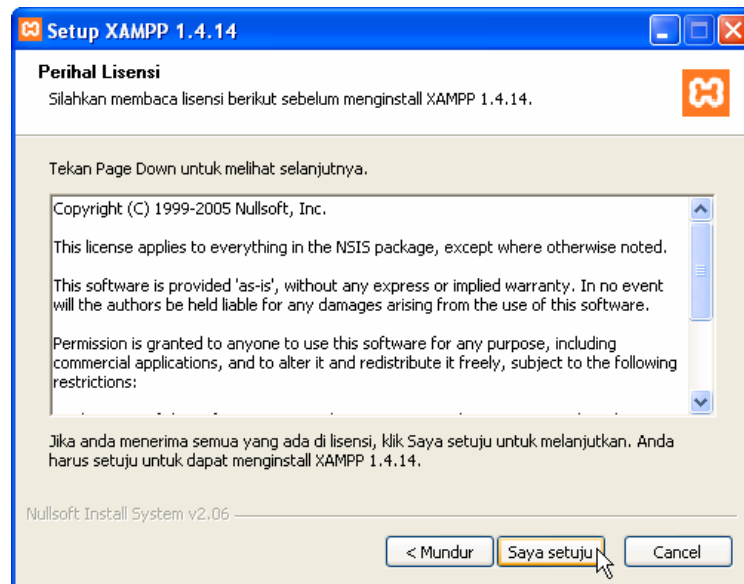 Setup XAMPP 1.4.14
Perihal Lisensi
Silahkan membaca lisensi berikut sebelum menginstall XAMPP 1.4.14.
Tekan Page Down untuk melihat selanjutnya.
Copyright (C) 1999-2005 Nullsoft, Inc.
This license applies to everything in the NSIS package, except where otherwise noted.
This software is provided 'as-is', without any express or implied warranty. In no event
will the authors be held liable for any damages arising from the use of this software.
Permission is granted to anyone to use this software for any purpose, including
commercial applications, and to alter it and redistribute it freely, subject to the following
restrictions:
Jika anda menerima semua yang ada di lisensi, klik Saya setuju untuk melanjutkan. Anda
harus setuju untuk dapat menginstall XAMPP 1.4.14.
Nullsoft Install System v2.06
< Mundur
Saya setuju
Cancel